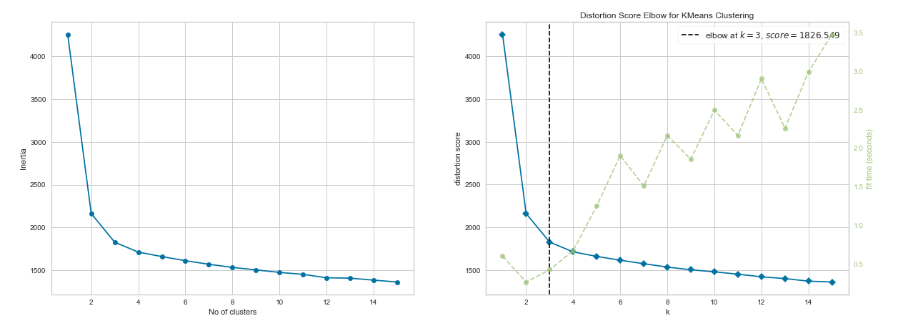 4000
3500
3000
2500
2000
1500
Inertia
2 4 6 8 10 12 14
No of clusters
Distortion Score Elbow for KMeans Clustering
elbow at k = 3, score = 1826.549
4000
3500
3000
2500
2000
1500
distortion score
2 4 6 8 10 12 14
k
3.5
3.0
2.5
2.0
1.5
1.0
0.5
fit time (seconds)